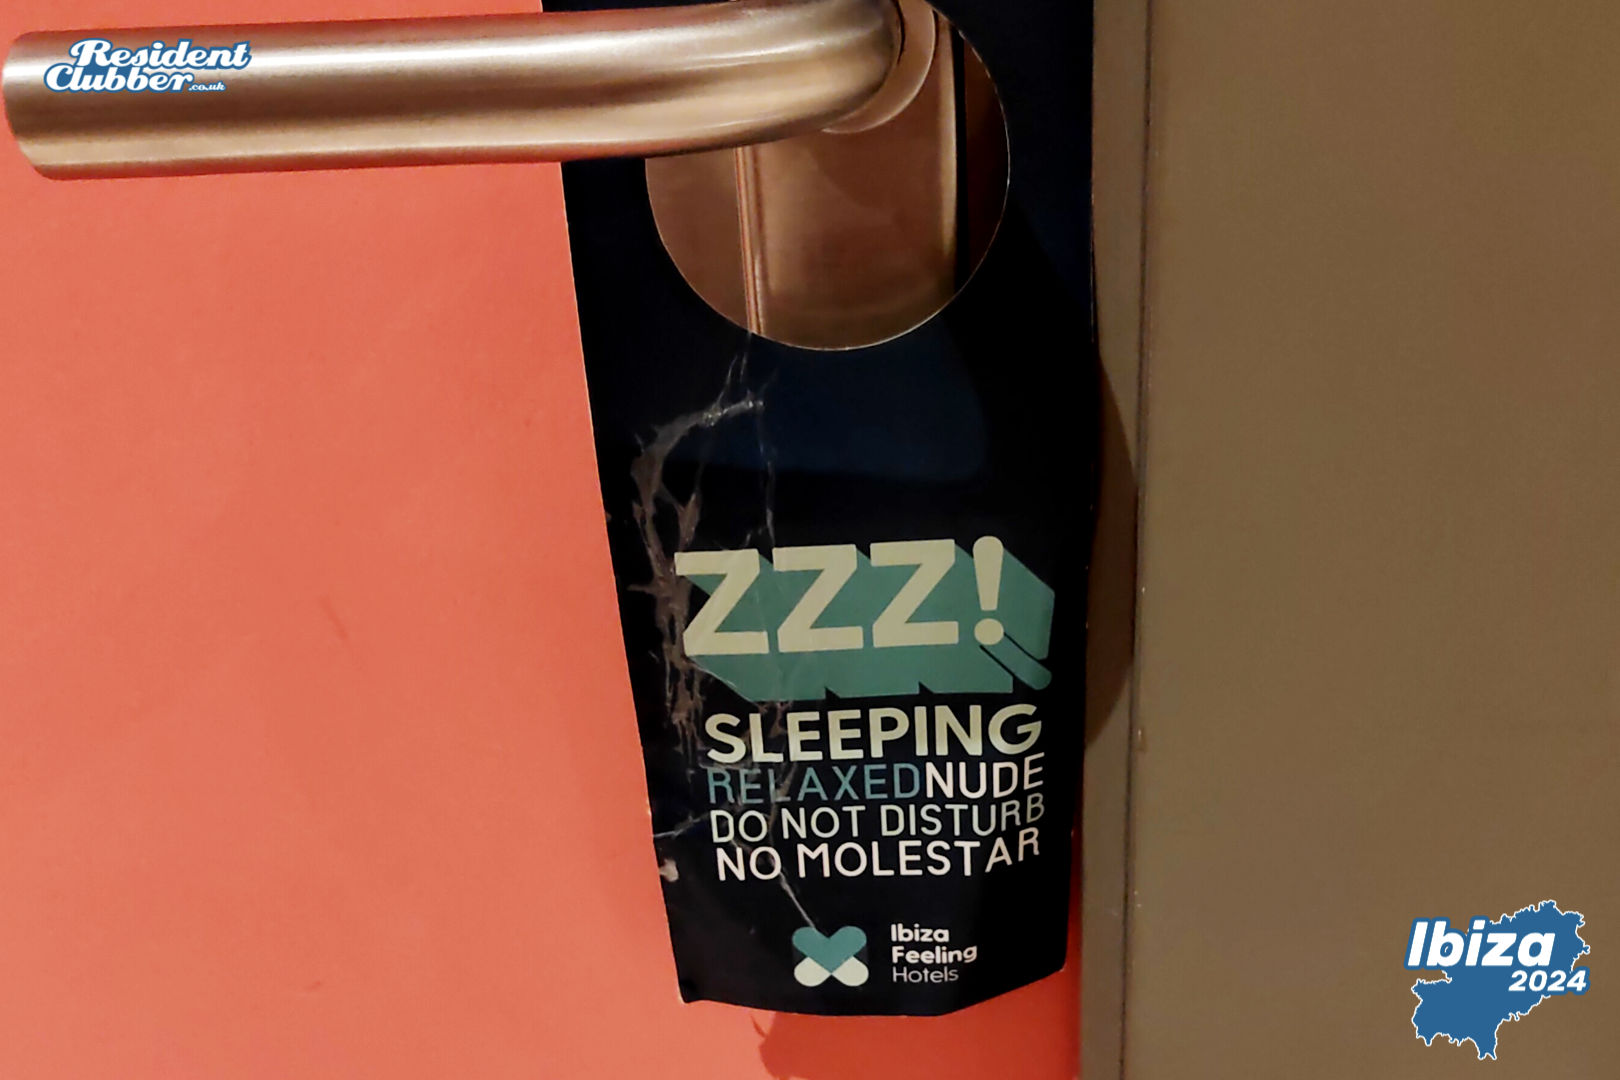 Resident
Clubber.co.uk
ZZZ!
SLEEPING
RELAXEDNUDE
DO NOT DISTURB
NO MOLESTAR
Ibiza
Feeling
Hotels
Ibiza
2024